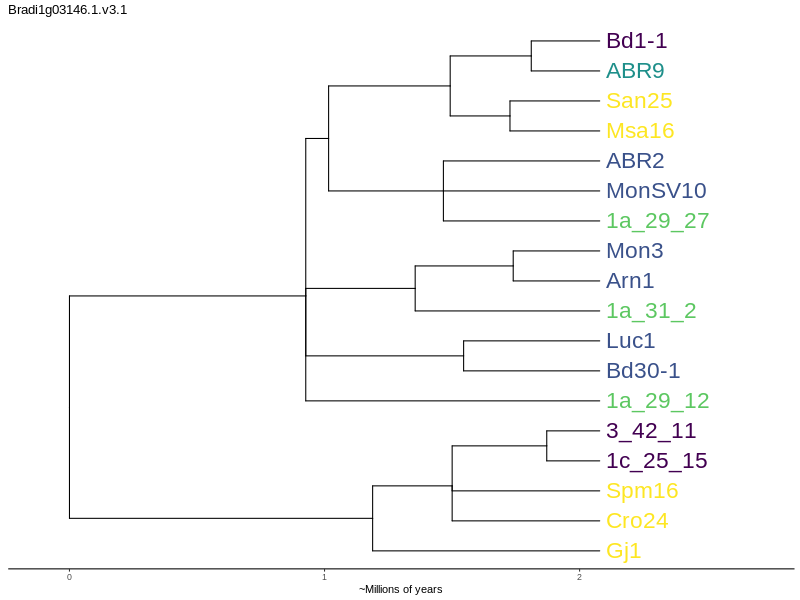 Bradi1g03146.1.v3.1
Bd1-1
ABR9
San25
Msa16
ABR2
MonSV10
1a_29_27
Mon3
Arn1
1a_31_2
Luc1
Bd30-1
1a_29_12
3_42_11
1c_25_15
Spm16
Cro24
Gj1
0 1 2
~Millions of years